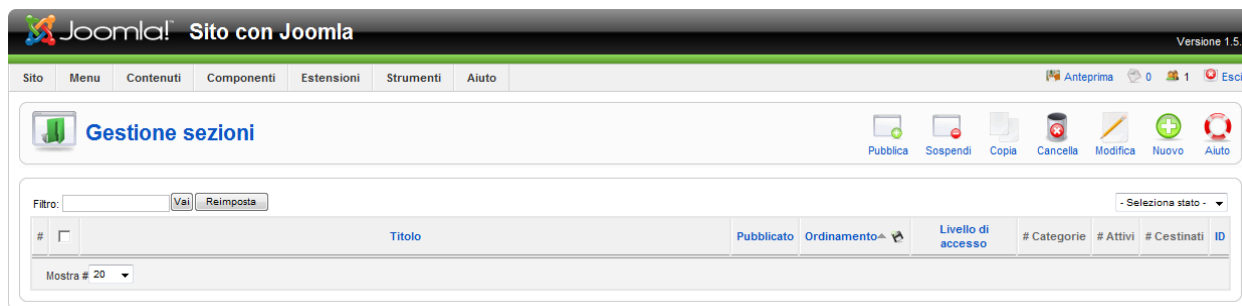 Joomla!™ Sito con Joomla
Versione 1.5.
Sito Menu Contenuti Componenti Estensioni Strumenti Aiuto Anteprima 0 1 Esci
Gestione sezioni
Pubblica Sospendi Copia Cancella Modifica Nuovo Aiuto
Filtro: Vai Reimposta - Seleziona stato -
# Titolo Pubblicato Ordinamento Livello di accesso # Categorie # Attivi # Cestinati ID
Mostra # 20